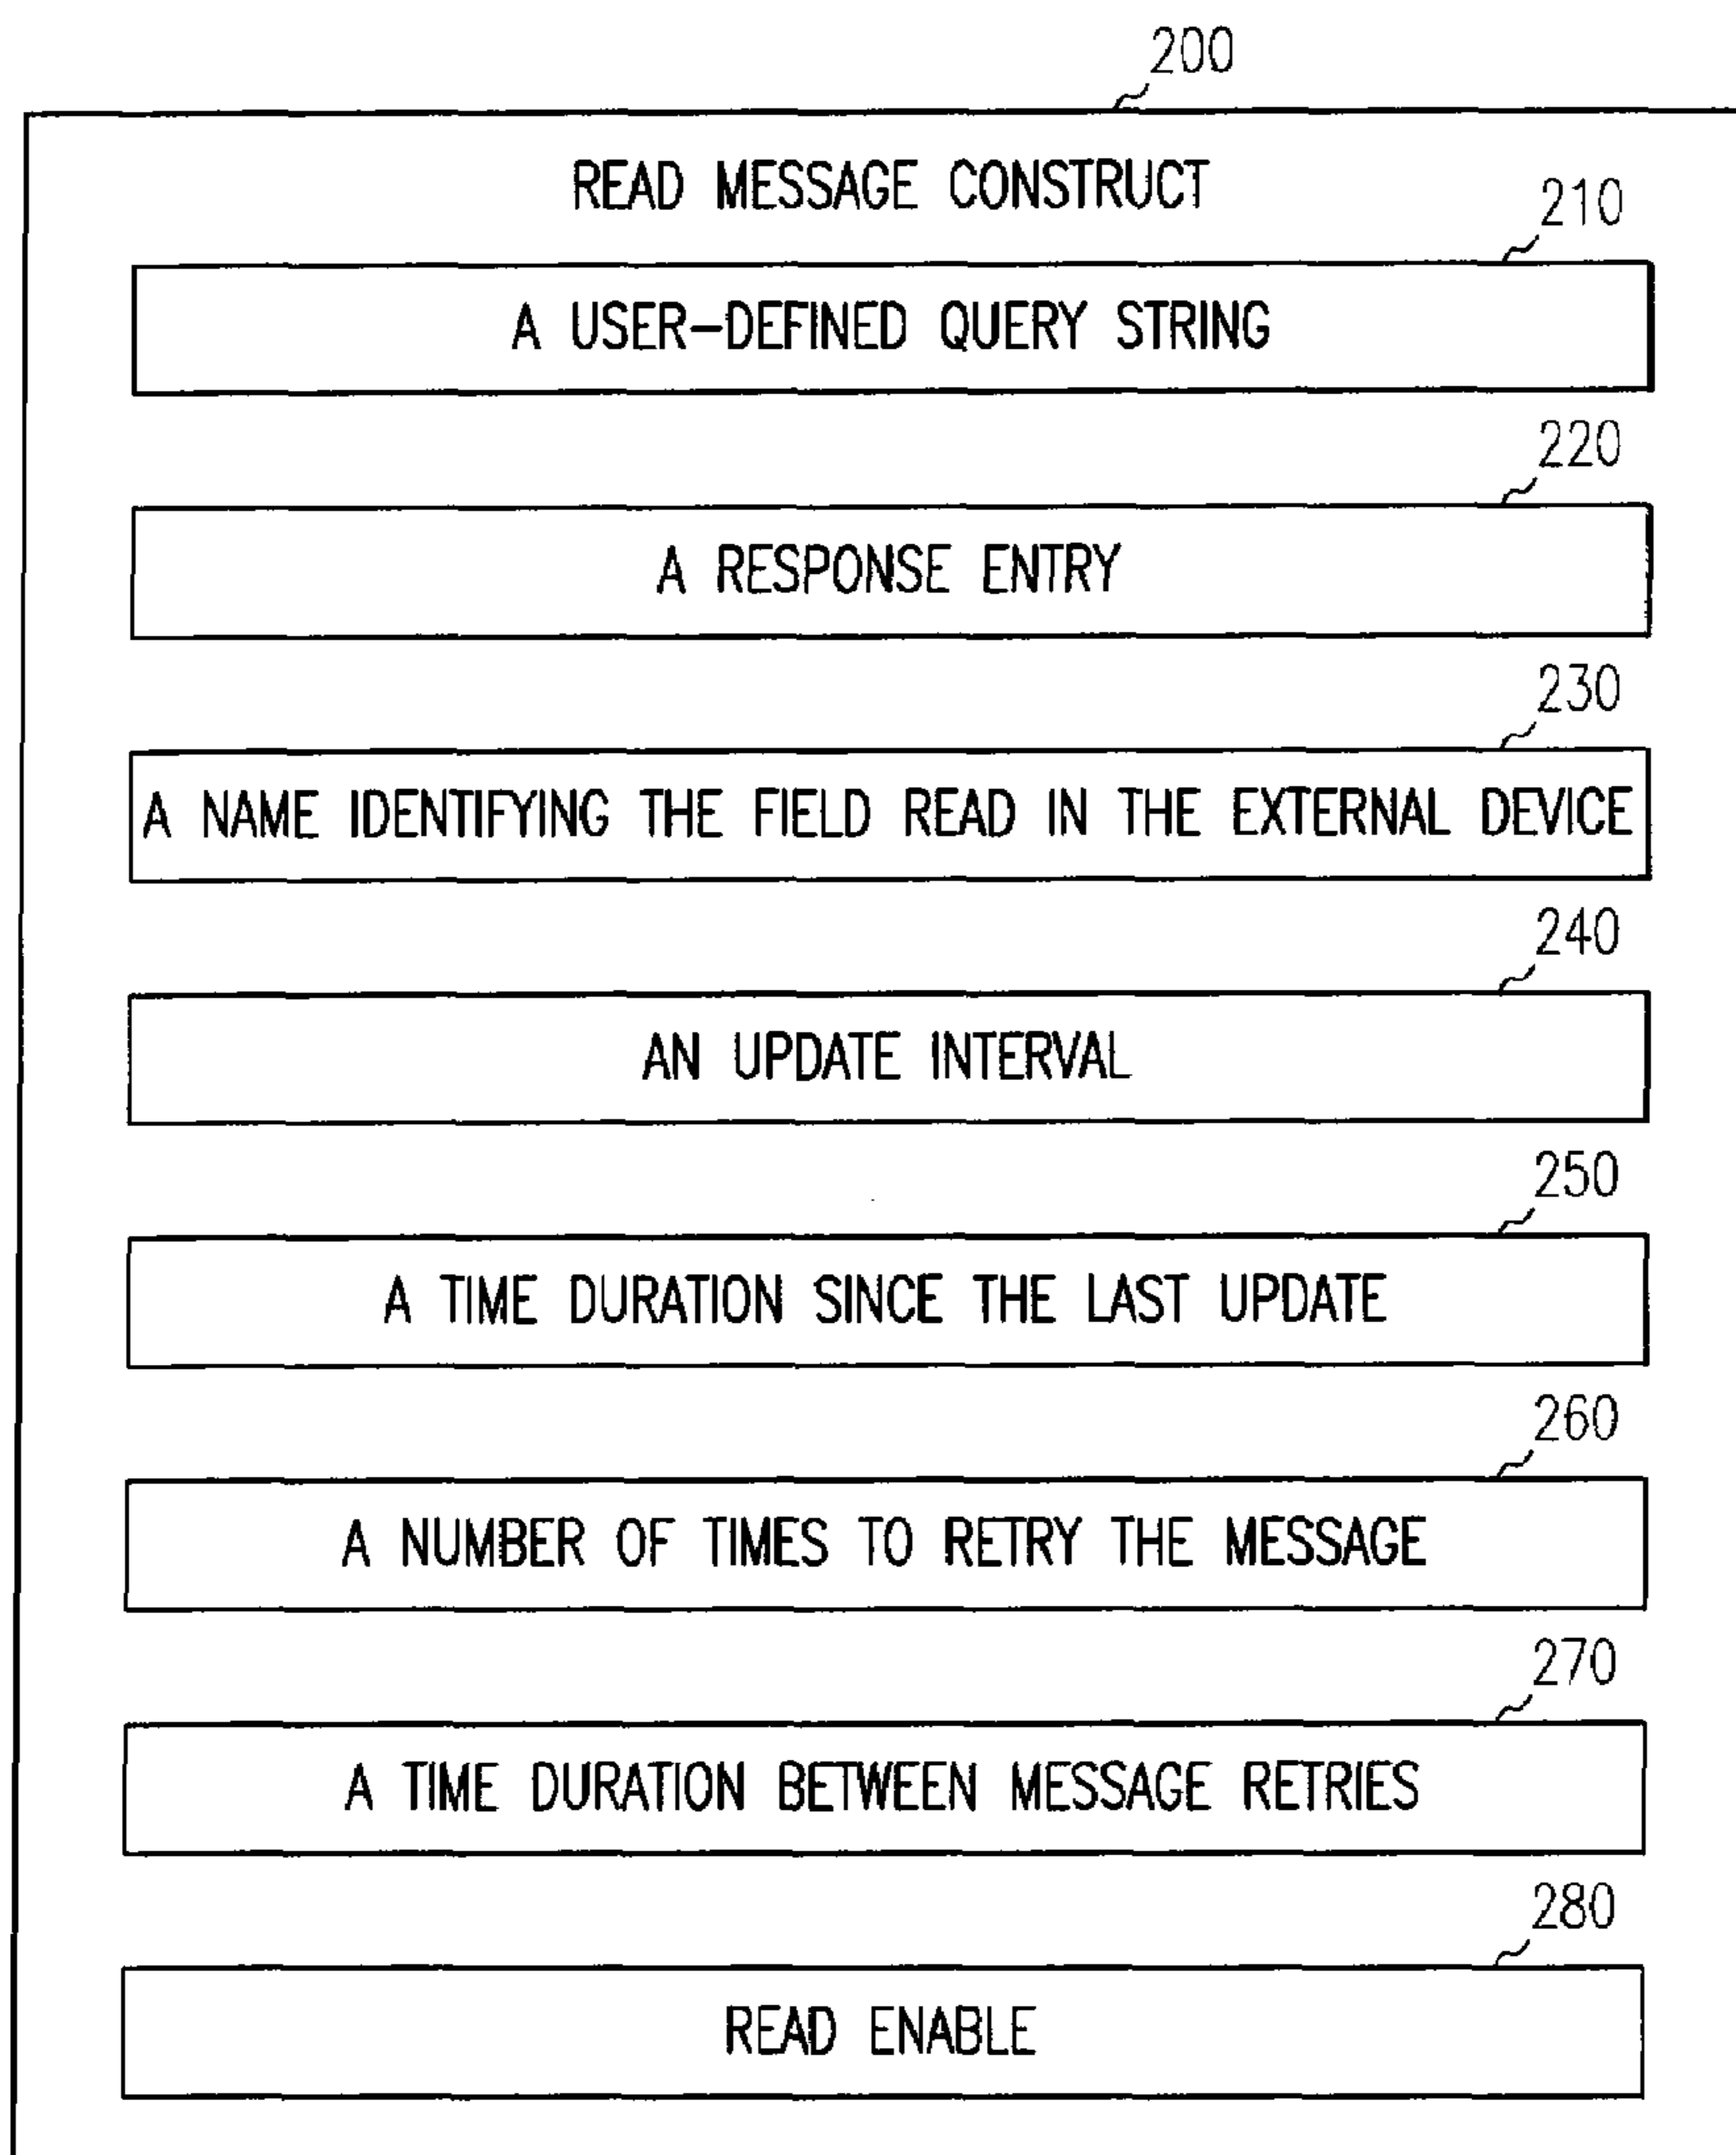 200
READ MESSAGE CONSTRUCT
210
A USER-DEFINED QUERY STRING
220
A RESPONSE ENTRY
230
A NAME IDENTIFYING THE FIELD READ IN THE EXTERNAL DEVICE
240
AN UPDATE INTERVAL
250
A TIME DURATION SINCE THE LAST UPDATE
260
A NUMBER OF TIMES TO RETRY THE MESSAGE
270
A TIME DURATION BETWEEN MESSAGE RETRIES
280
READ ENABLE